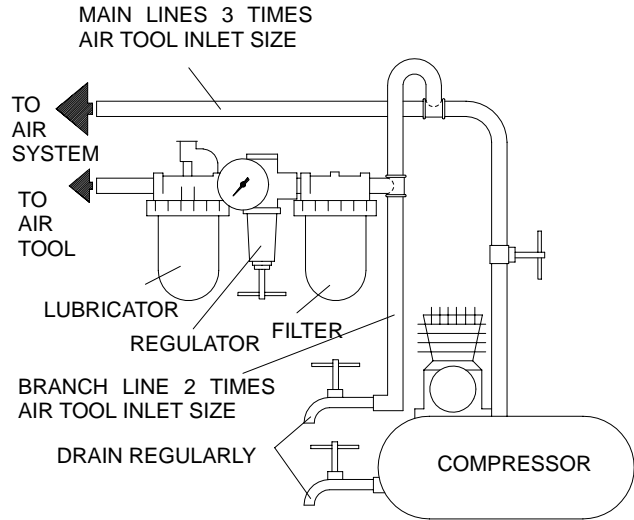 MAIN LINES 3 TIMES
AIR TOOL INLET SIZE
TO
AIR
SYSTEM
TO
AIR
TOOL
LUBRICATOR
REGULATOR
FILTER
BRANCH LINE 2 TIMES
AIR TOOL INLET SIZE
DRAIN REGULARLY
COMPRESSOR